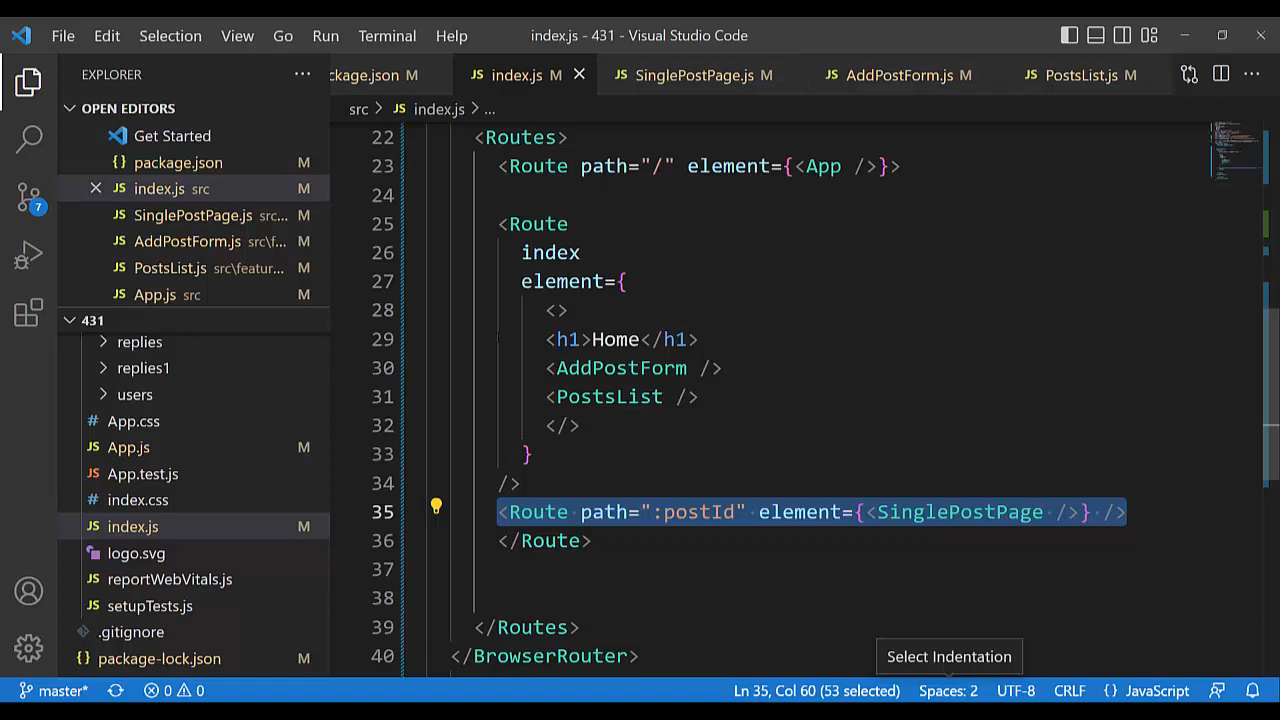 File Edit Selection View Go Run Terminal Help index.js - 431 - Visual Studio Code
EXPLORER
OPEN EDITORS
Get Started
package.json M
index.js src M
SinglePostPage.js src... M
AddPostForm.js src\f... M
PostsList.js src\featur... M
App.js src M
431
replies
replies1
users
App.css
App.js M
App.test.js
index.css
index.js M
logo.svg
reportWebVitals.js
setupTests.js
.gitignore
package-lock.json M
ckage.json M index.js M SinglePostPage.js M AddPostForm.js M PostsList.js M
src > index.js > ...
22 <Routes>
23 <Route path="/" element={<App />}>
24
25 <Route
26 index
27 element={
28 <>
29 <h1>Home</h1>
30 <AddPostForm />
31 <PostsList />
32 </>
33 }
34 />
35 <Route path=":postId" element={<SinglePostPage />} />
36 </Route>
37
38
39 </Routes>
40 </BrowserRouter>
Select Indentation
7
master* 0 0 Ln 35, Col 60 (53 selected) Spaces: 2 UTF-8 CRLF {} JavaScript